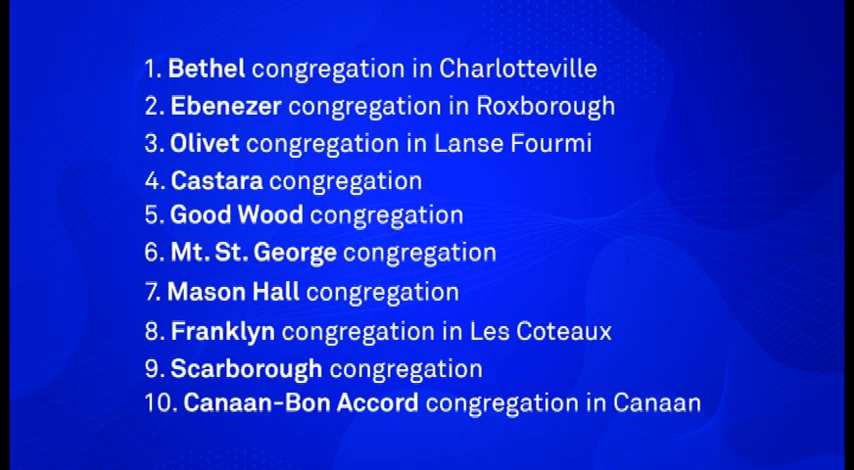 1. Bethel congregation in Charlotteville
2. Ebenezer congregation in Roxborough
3. Olivet congregation in Lanse Fourmi
4. Castara congregation
5. Good Wood congregation
6. Mt. St. George congregation
7. Mason Hall congregation
8. Franklyn congregation in Les Coteaux
9. Scarborough congregation
10. Canaan-Bon Accord congregation in Canaan